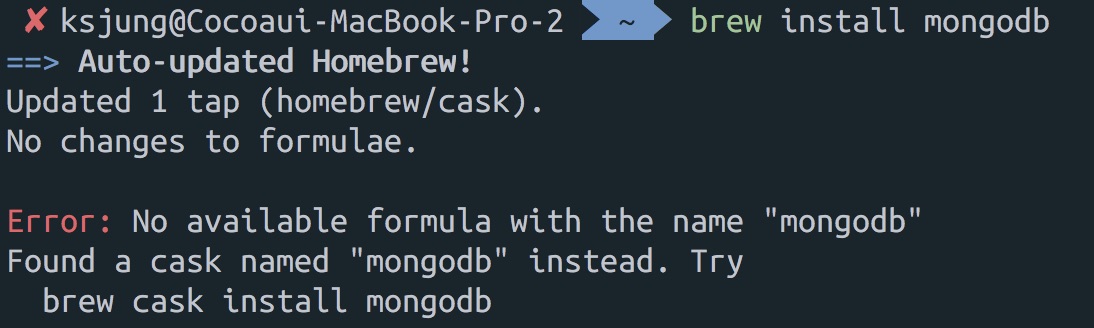 ✘ ksjung@Cocoaui-MacBook-Pro-2 ~ brew install mongodb
==> Auto-updated Homebrew!
Updated 1 tap (homebrew/cask).
No changes to formulae.
Error: No available formula with the name "mongodb"
Found a cask named "mongodb" instead. Try
  brew cask install mongodb